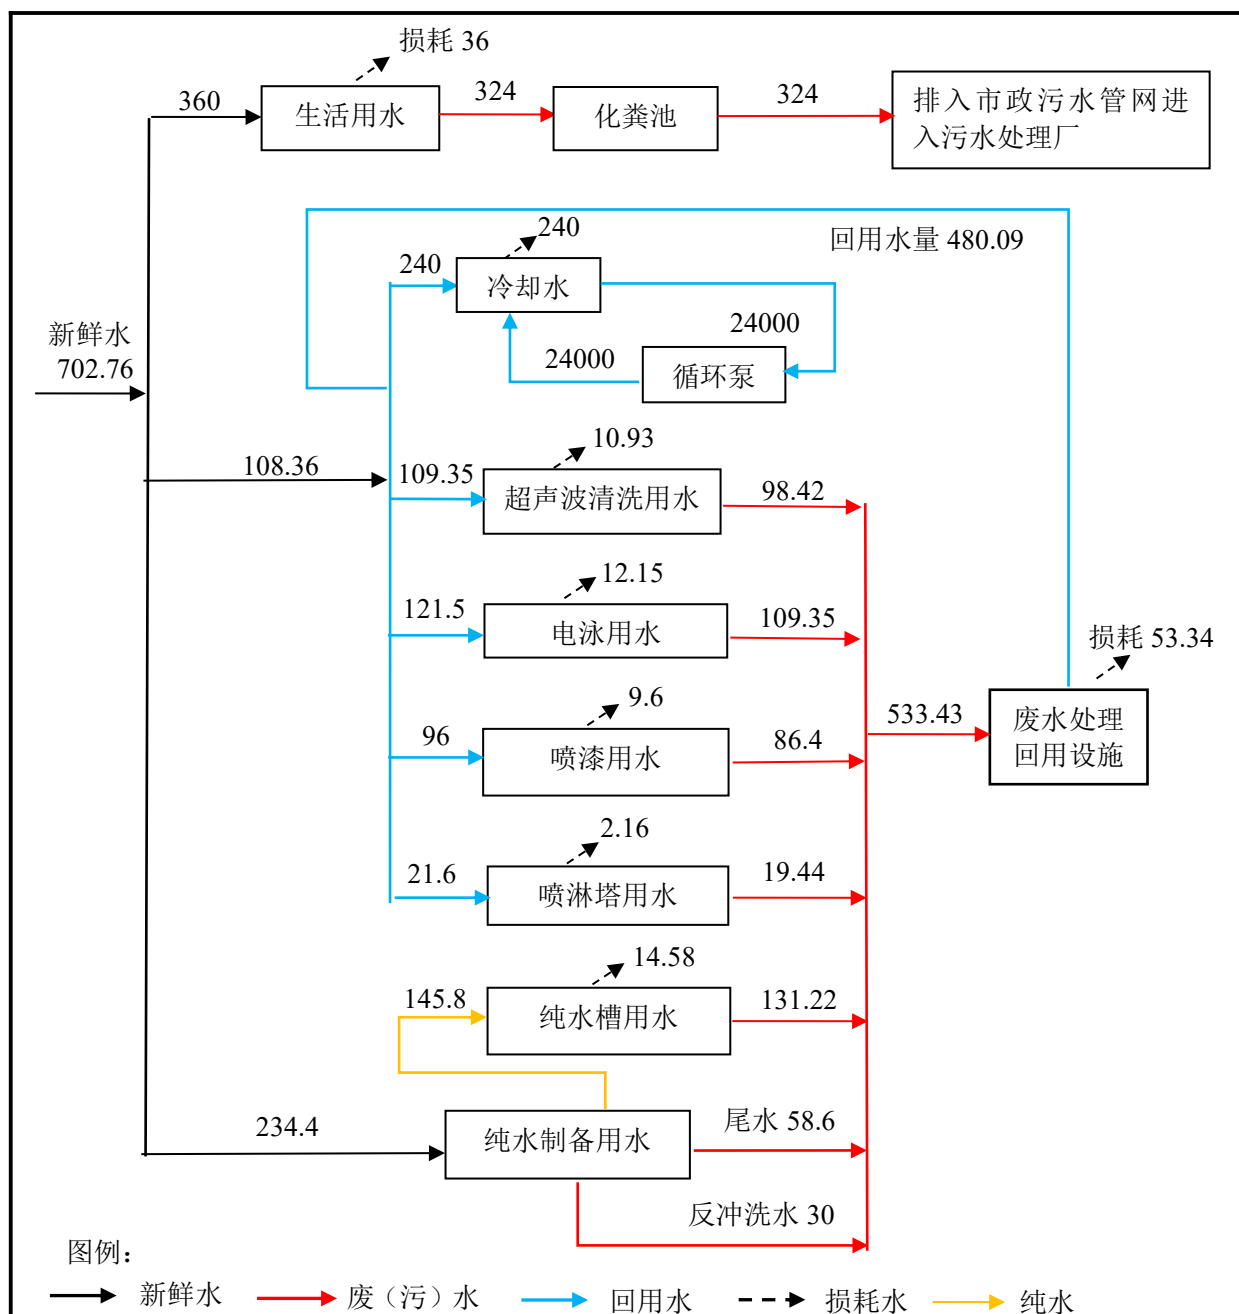 损耗 36
360
生活用水
324
化粪池
324
排入市政污水管网进
入污水处理厂
240
回用水量 480.09
240
冷却水
新鲜水
702.76
24000
24000
循环泵
10.93
108.36
109.35
超声波清洗用水
98.42
12.15
121.5
电泳用水
109.35
损耗 53.34
9.6
96
喷漆用水
86.4
533.43
废水处理
回用设施
2.16
21.6
喷淋塔用水
19.44
14.58
145.8
纯水槽用水
131.22
234.4
纯水制备用水
尾水 58.6
反冲洗水 30
图例：
新鲜水
废（污）水
回用水
损耗水
纯水